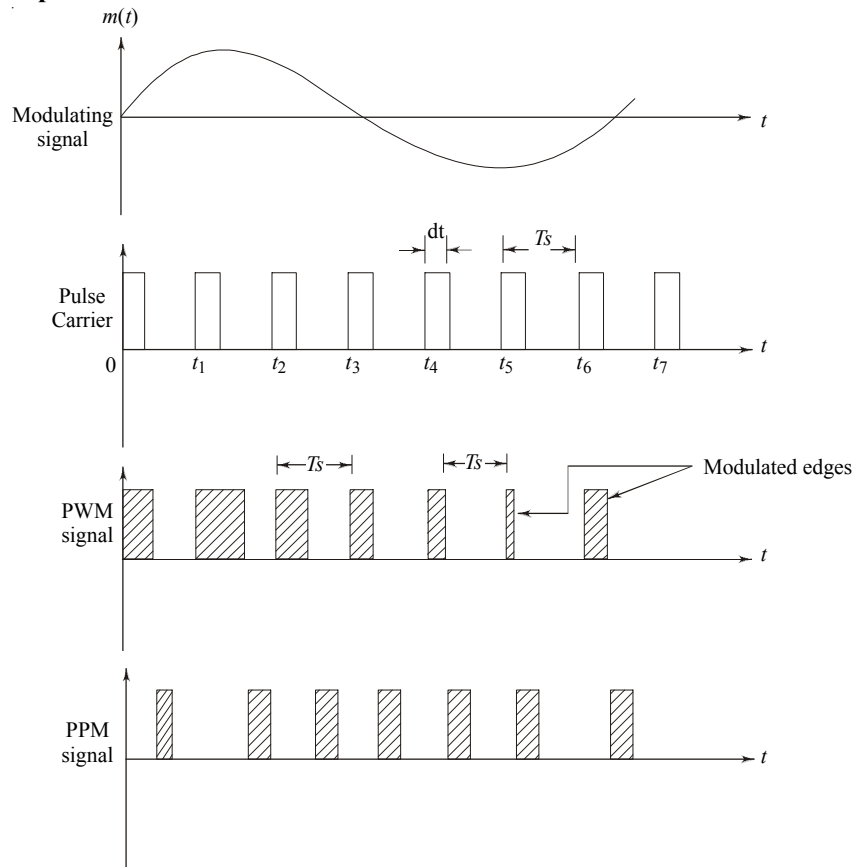 m(t)
Modulating
signal
t
dt
Ts
Pulse
Carrier
t
0
t1
t2
t3
t4
t5
t6
t7
Ts
Ts
Modulated edges
PWM
signal
t
PPM
signal
t